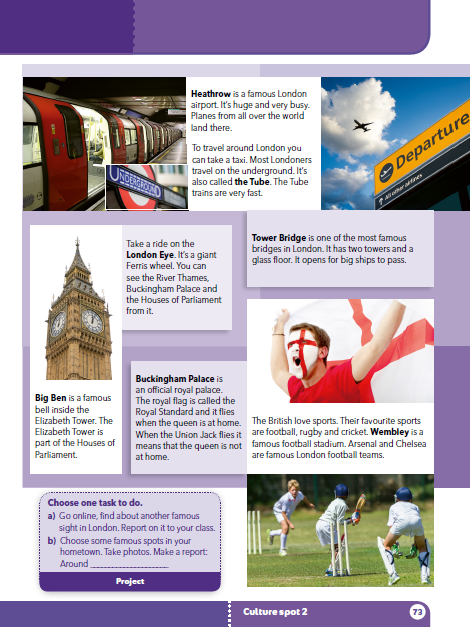 Heathrow is a famous London
airport. It's huge and very busy.
Planes from all over the world
land there.
To travel around London you
can take a taxi. Most Londoners
travel on the underground. It's
also called the Tube. The Tube
trains are very fast.
UNDERGROUND
Departure
All other airlines
Take a ride on the
London Eye. It's a giant
Ferris wheel. You can
see the River Thames,
Buckingham Palace and
the Houses of Parliament
from it.
Tower Bridge is one of the most famous
bridges in London. It has two towers and a
glass floor. It opens for big ships to pass.
Big Ben is a famous
bell inside the
Elizabeth Tower. The
Elizabeth Tower is
part of the Houses of
Parliament.
Buckingham Palace is
an official royal palace.
The royal flag is called the
Royal Standard and it flies
when the queen is at home.
When the Union Jack flies it
means that the queen is not
at home.
The British love sports. Their favourite sports
are football, rugby and cricket. Wembley is a
famous football stadium. Arsenal and Chelsea
are famous London football teams.
Choose one task to do.
a) Go online, find about another famous
sight in London. Report on it to your class.
b) Choose some famous spots in your
hometown. Take photos. Make a report:
Around ____________________
Project
Culture spot 2
73